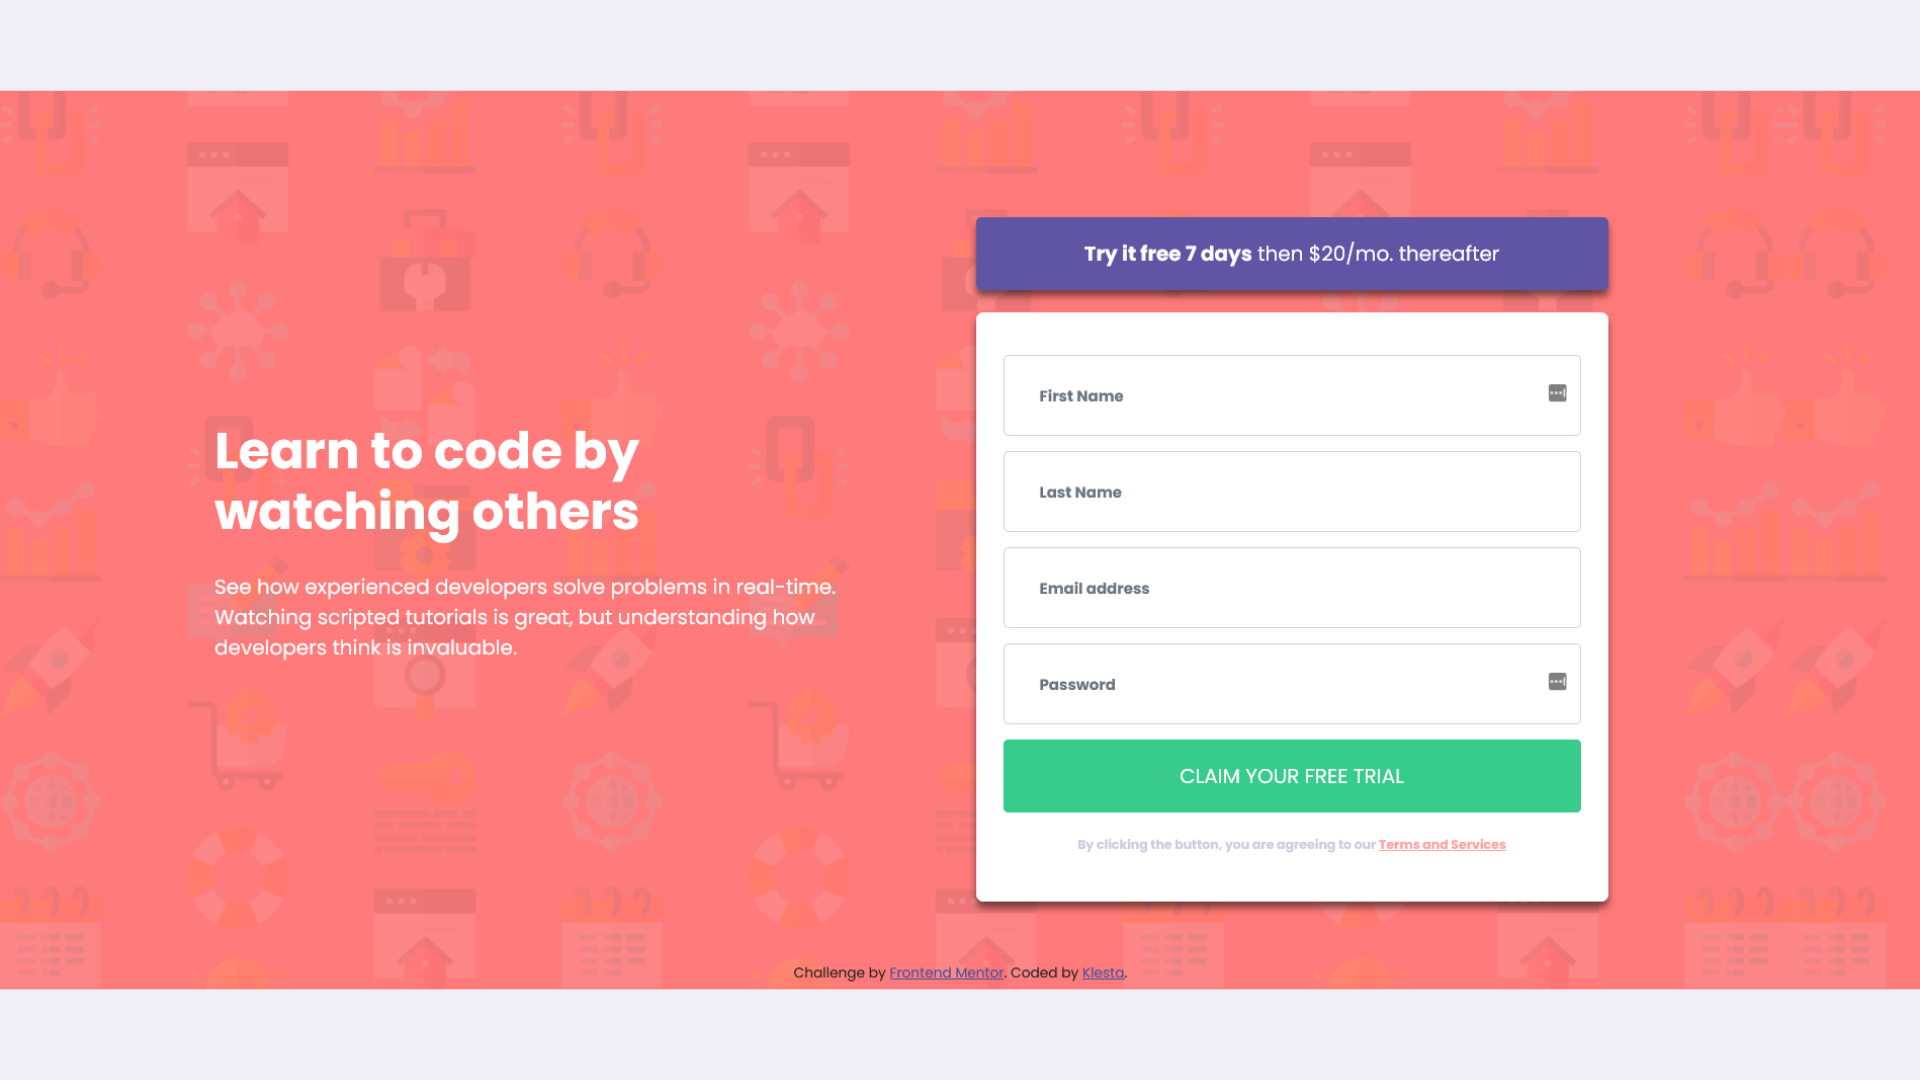 Learn to code by
watching others
See how experienced developers solve problems in real-time.
Watching scripted tutorials is great, but understanding how
developers think is invaluable.
Try it free 7 days then $20/mo. thereafter
First Name
Last Name
Email address
Password
CLAIM YOUR FREE TRIAL
By clicking the button, you are agreeing to our Terms and Services
Challenge by Frontend Mentor. Coded by Klesta.